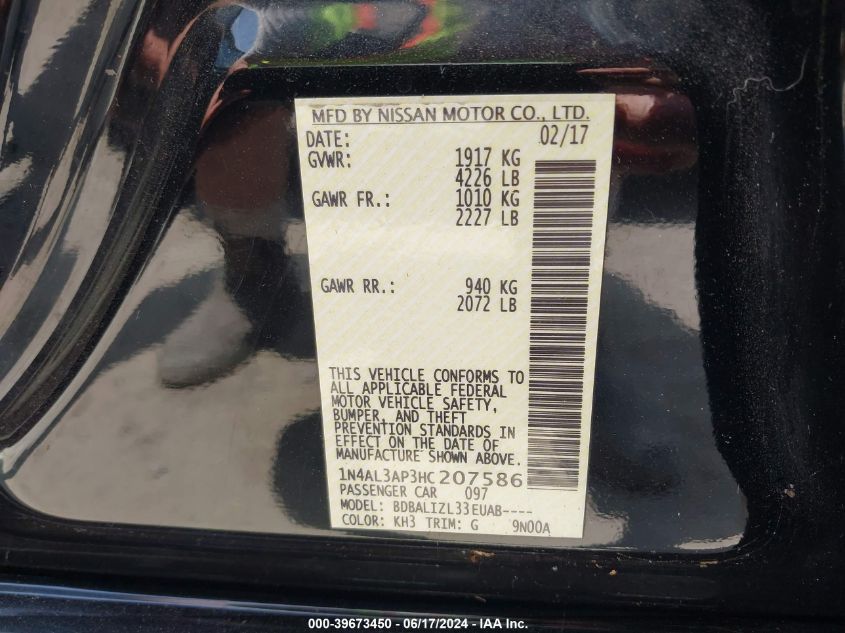 MFD BY NISSAN MOTOR CO., LTD.
DATE: 02/17
GVWR: 1917 KG
4226 LB
GAWR FR.: 1010 KG
2227 LB
GAWR RR.: 940 KG
2072 LB
THIS VEHICLE CONFORMS TO
ALL APPLICABLE FEDERAL
MOTOR VEHICLE SAFETY,
BUMPER, AND THEFT
PREVENTION STANDARDS IN
EFFECT ON THE DATE OF
MANUFACTURE SHOWN ABOVE.
1N4AL3AP3HC207586
PASSENGER CAR 097
MODEL: BDBALIZL33EUAB----
COLOR: KH3 TRIM: G 9N00A
000-39673450 - 06/17/2024 - IAA Inc.